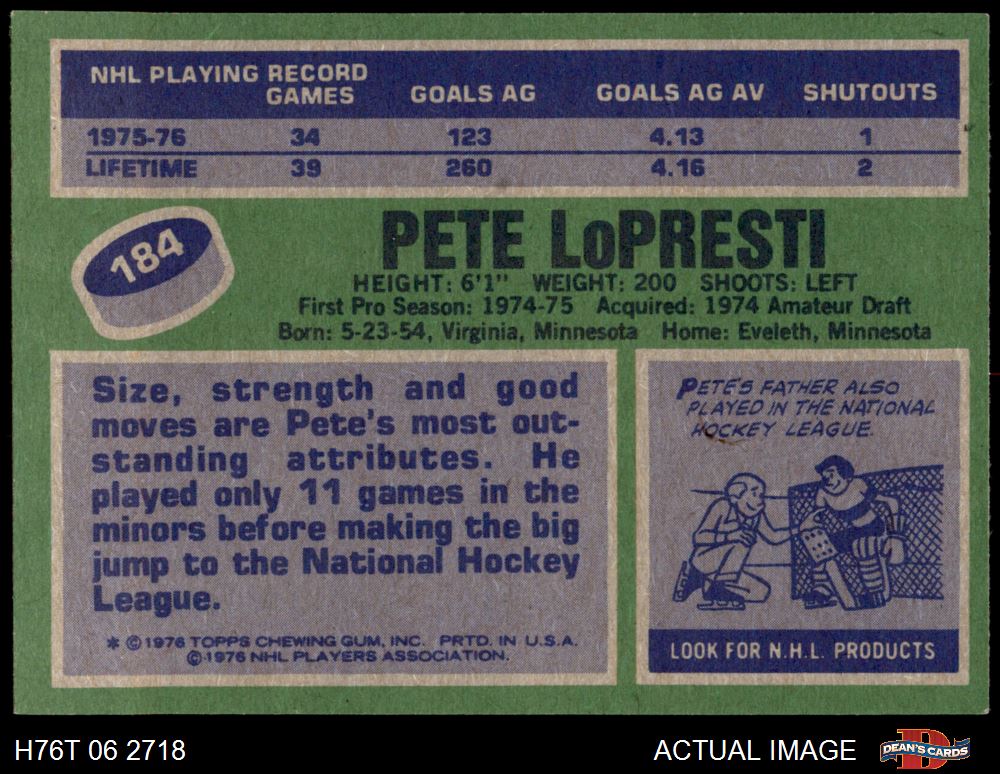 NHL PLAYING RECORD
GAMES GOALS AG GOALS AG AV SHUTOUTS
1975-76 34 123 4.13 1
LIFETIME 39 260 4.16 2
184
PETE LoPRESTI
HEIGHT: 6'1" WEIGHT: 200 SHOOTS: LEFT
First Pro Season: 1974-75 Acquired: 1974 Amateur Draft
Born: 5-23-54, Virginia, Minnesota Home: Eveleth, Minnesota
Size, strength and good
moves are Pete's most out-
standing attributes. He
played only 11 games in the
minors before making the big
jump to the National Hockey
League.
* © 1976 TOPPS CHEWING GUM, INC. PRTD. IN U.S.A.
© 1976 NHL PLAYERS ASSOCIATION.
PETE'S FATHER ALSO
PLAYED IN THE NATIONAL
HOCKEY LEAGUE.
LOOK FOR N.H.L. PRODUCTS
H76T 06 2718 ACTUAL IMAGE DEAN'S CARDS